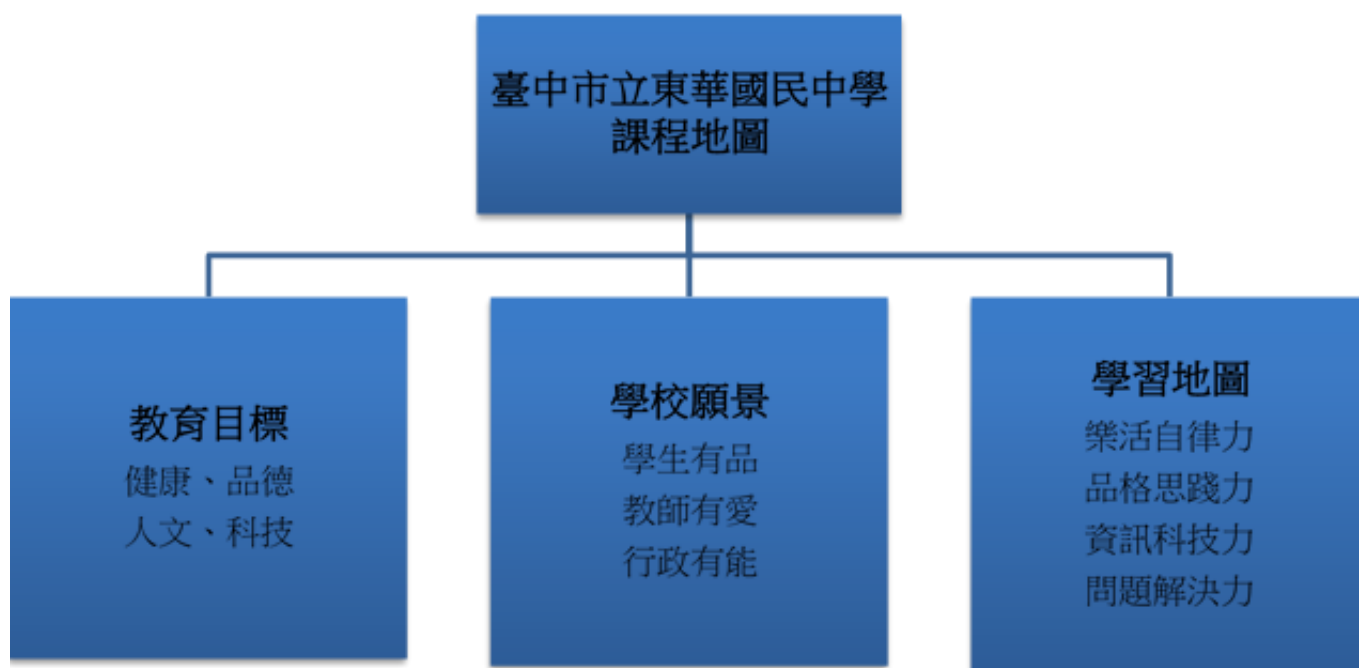 臺中市立東華國民中學
課程地圖
教育目標
健康、品德
人文、科技
學校願景
學生有品
教師有愛
行政有能
學習地圖
樂活自律力
品格思踐力
資訊科技力
問題解決力